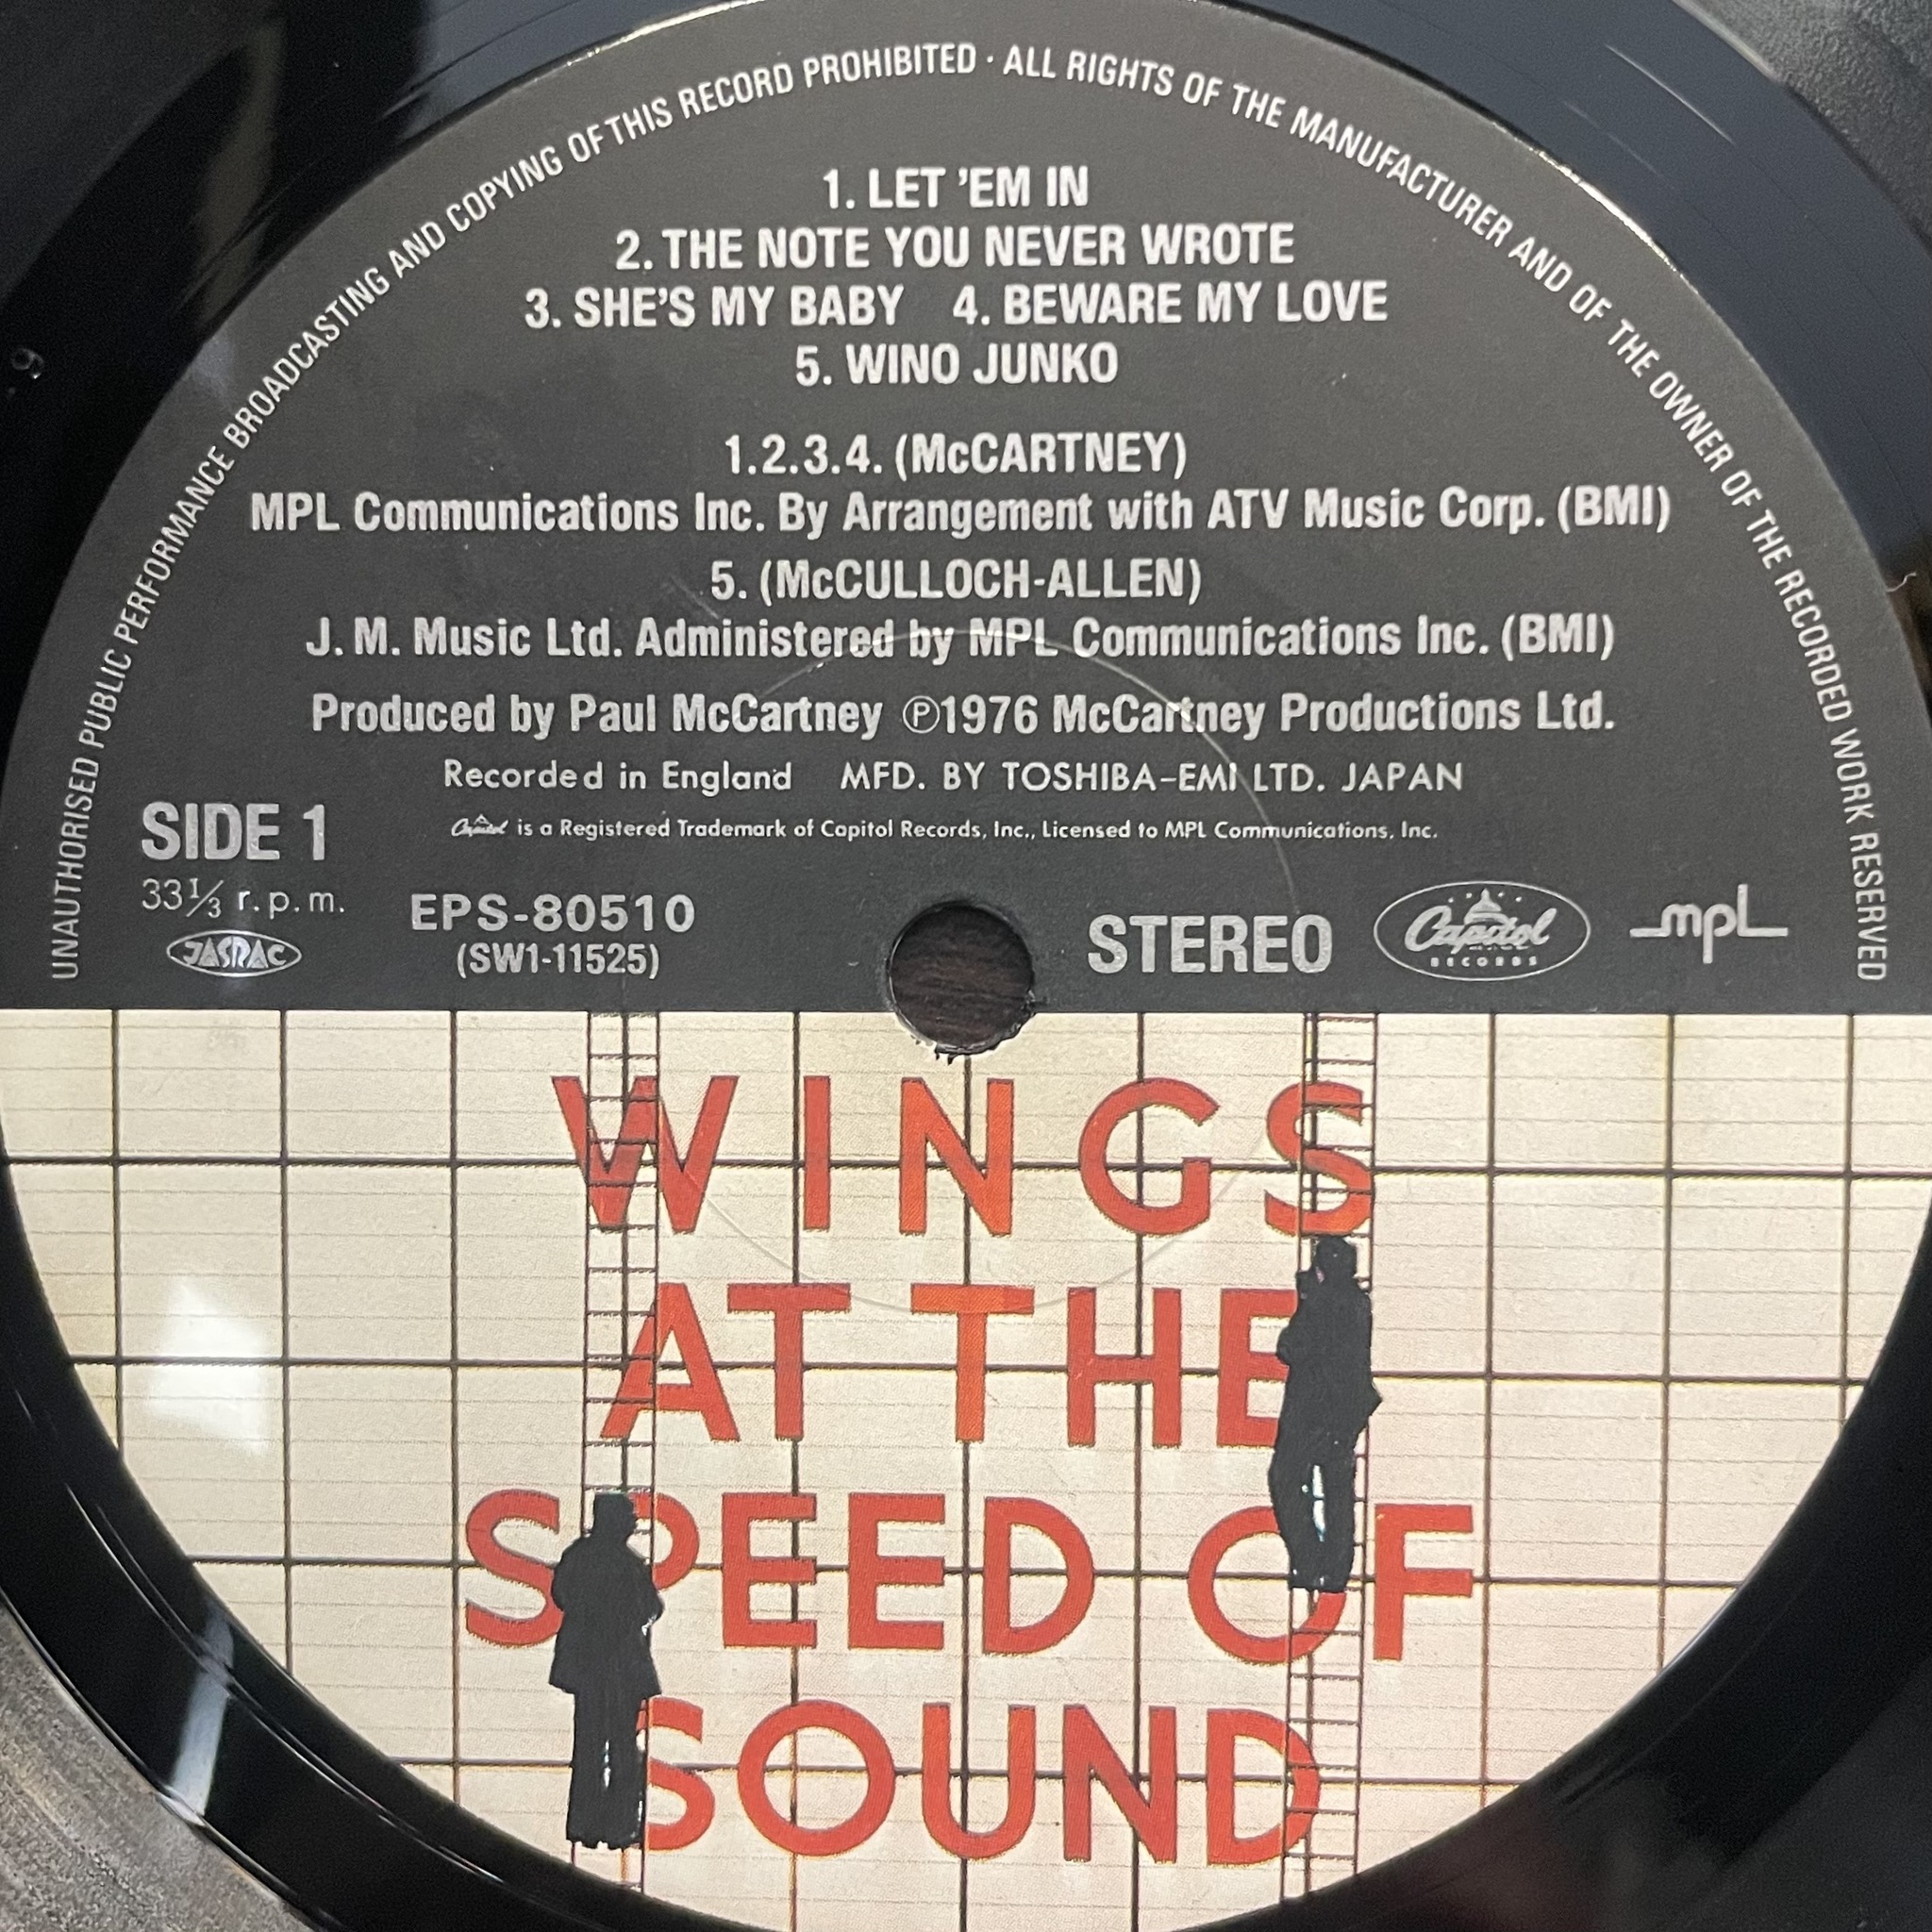 UNAUTHORISED PUBLIC PERFORMANCE BROADCASTING AND COPYING OF THIS RECORD PROHIBITED · ALL RIGHTS OF THE MANUFACTURER AND OF THE OWNER OF THE RECORDED WORK RESERVED
1. LET 'EM IN
2. THE NOTE YOU NEVER WROTE
3. SHE'S MY BABY 4. BEWARE MY LOVE
5. WINO JUNKO
1.2.3.4. (McCARTNEY)
MPL Communications Inc. By Arrangement with ATV Music Corp. (BMI)
5. (McCULLOCH-ALLEN)
J. M. Music Ltd. Administered by MPL Communications Inc. (BMI)
Produced by Paul McCartney ℗1976 McCartney Productions Ltd.
Recorded in England MFD. BY TOSHIBA-EMI LTD. JAPAN
Capitol is a Registered Trademark of Capitol Records, Inc., Licensed to MPL Communications, Inc.
SIDE 1
33⅓ r.p.m.
JASRAC
EPS-80510
(SW1-11525)
STEREO
Capitol
RECORDS
mpl
WINGS
AT THE
SPEED OF
SOUND